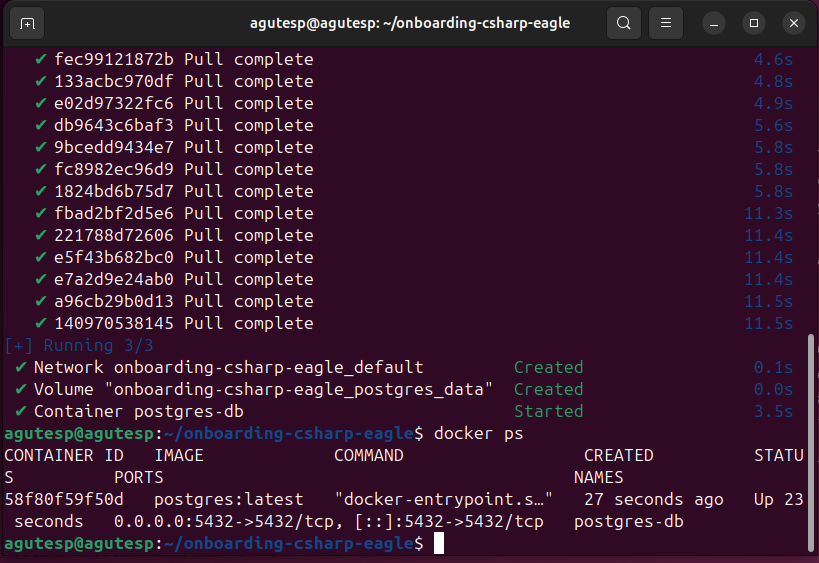 agutesp@agutesp: ~/onboarding-csharp-eagle
✔ fec99121872b Pull complete 4.6s
✔ 133acbc970df Pull complete 4.8s
✔ e02d97322fc6 Pull complete 4.9s
✔ db9643c6baf3 Pull complete 5.6s
✔ 9bcedd9434e7 Pull complete 5.8s
✔ fc8982ec96d9 Pull complete 5.8s
✔ 1824bd6b75d7 Pull complete 5.8s
✔ fbad2bf2d5e6 Pull complete 11.3s
✔ 221788d72606 Pull complete 11.4s
✔ e5f43b682bc0 Pull complete 11.4s
✔ e7a2d9e24ab0 Pull complete 11.4s
✔ a96cb29b0d13 Pull complete 11.5s
✔ 140970538145 Pull complete 11.5s
[+] Running 3/3
✔ Network onboarding-csharp-eagle_default Created 0.1s
✔ Volume "onboarding-csharp-eagle_postgres_data" Created 0.0s
✔ Container postgres-db Started 3.5s
agutesp@agutesp:~/onboarding-csharp-eagle$ docker ps
CONTAINER ID IMAGE COMMAND CREATED STATU
S PORTS NAMES
58f80f59f50d postgres:latest "docker-entrypoint.s…" 27 seconds ago Up 23
seconds 0.0.0.0:5432->5432/tcp, [::]:5432->5432/tcp postgres-db
agutesp@agutesp:~/onboarding-csharp-eagle$